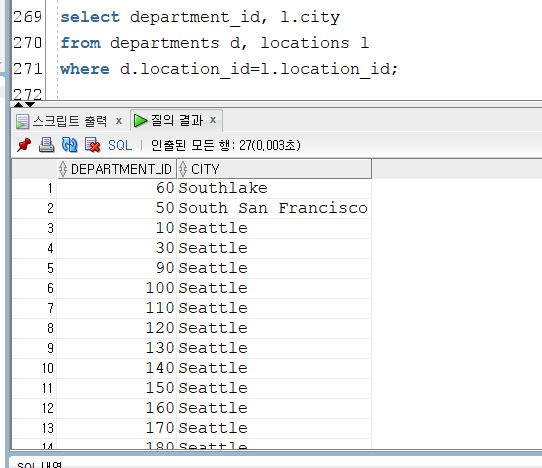 269 select department_id, l.city
270 from departments d, locations l
271 where d.location_id=l.location_id;
272
스크립트 출력 x 질의 결과 x
SQL | 인출된 모든 행: 27(0,003초)
DEPARTMENT_ID CITY
1 60 Southlake
2 50 South San Francisco
3 10 Seattle
4 30 Seattle
5 90 Seattle
6 100 Seattle
7 110 Seattle
8 120 Seattle
9 130 Seattle
10 140 Seattle
11 150 Seattle
12 160 Seattle
13 170 Seattle
14 180 Seattle
SQL 내역